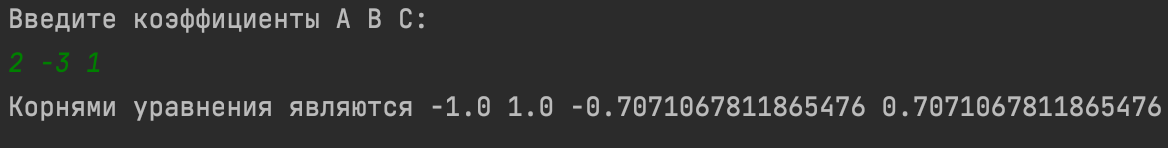 Введите коэффициенты A B C:
2 -3 1
Корнями уравнения являются -1.0 1.0 -0.7071067811865476 0.7071067811865476